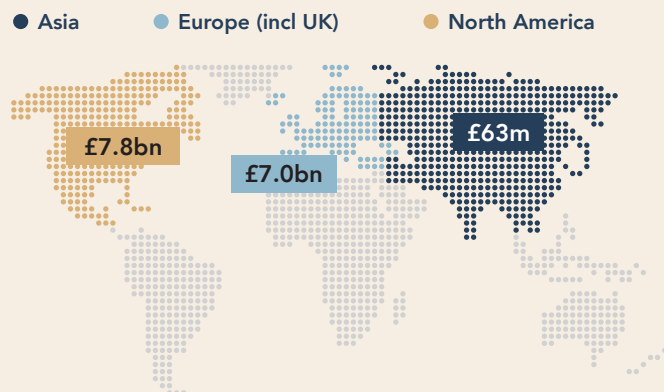 Asia
Europe (incl UK)
North America
£7.8bn
£7.0bn
£63m